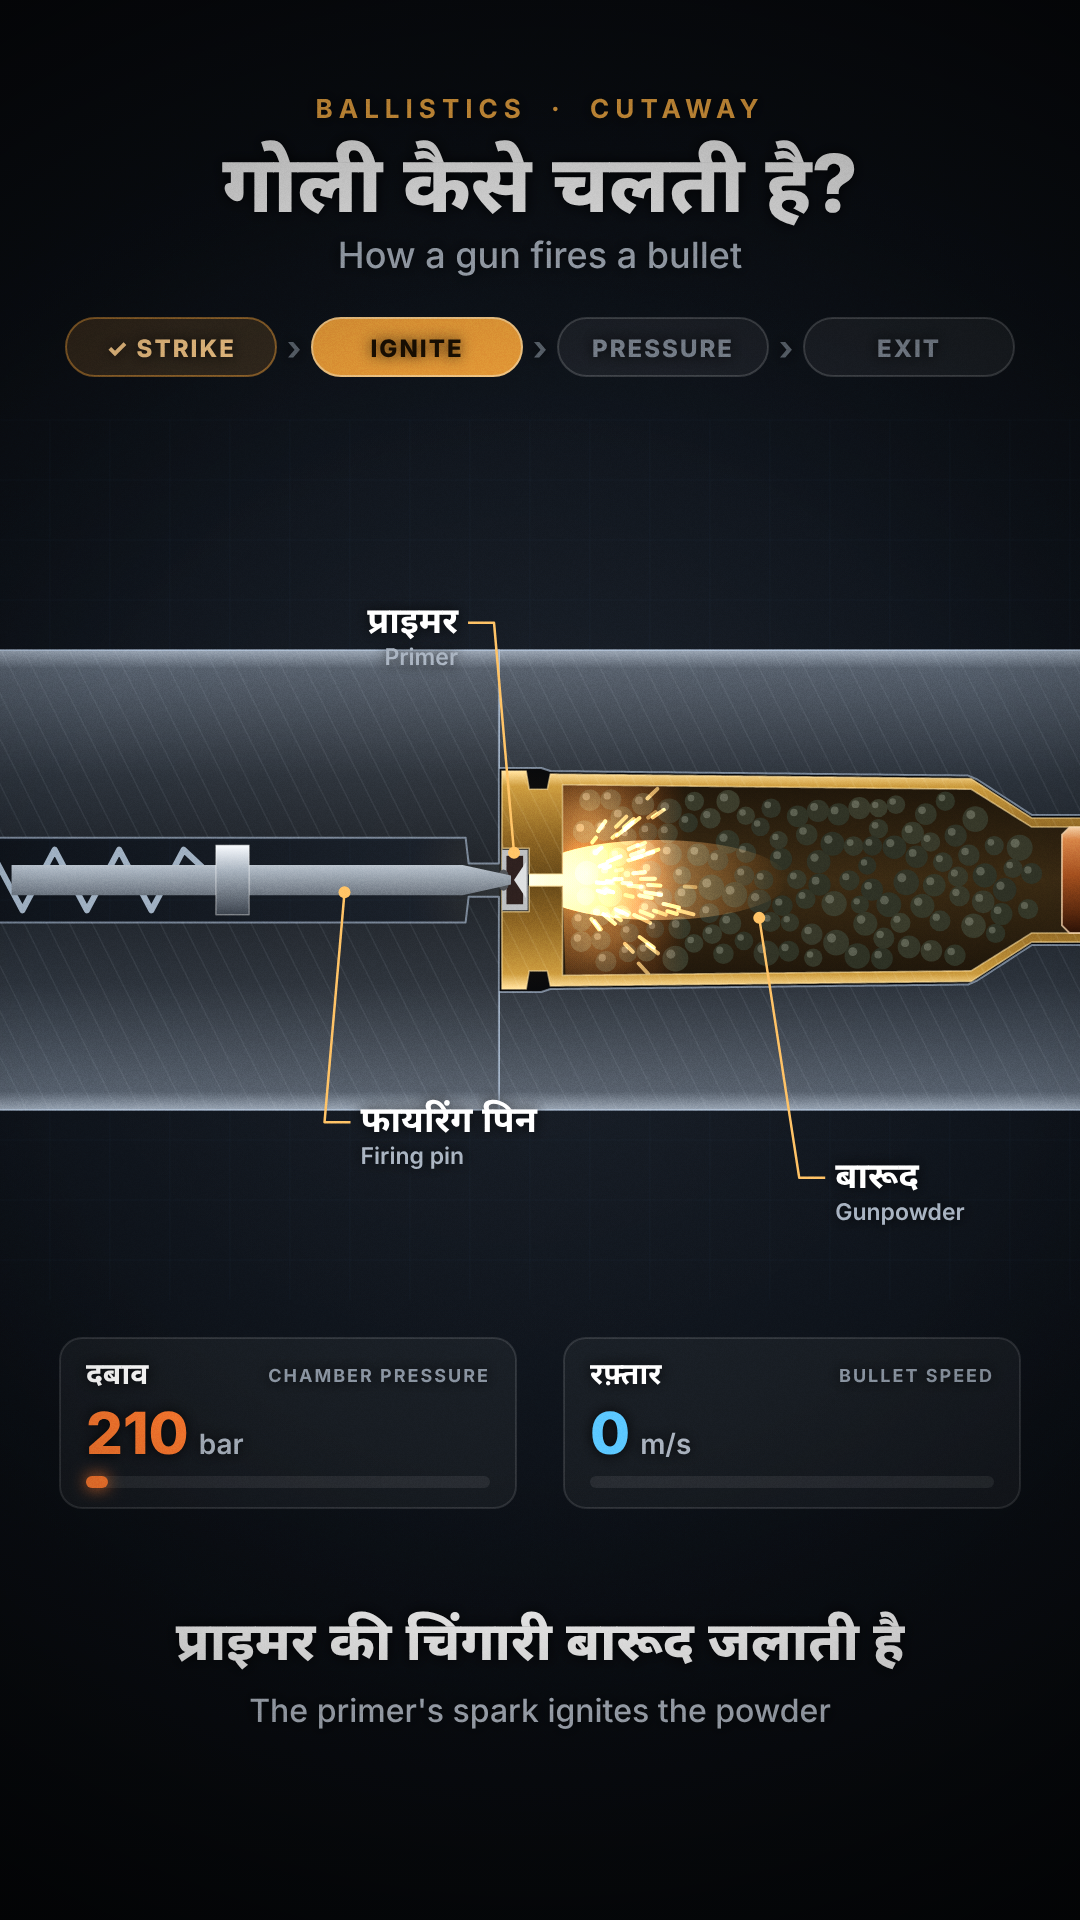 BALLISTICS · CUTAWAY
गोली कैसे चलती है?
How a gun fires a bullet
✓ STRIKE › IGNITE › PRESSURE › EXIT
प्राइमर
Primer
फायरिंग पिन
Firing pin
बारूद
Gunpowder
दबाव CHAMBER PRESSURE
210 bar
रफ़्तार BULLET SPEED
0 m/s
प्राइमर की चिंगारी बारूद जलाती है
The primer's spark ignites the powder